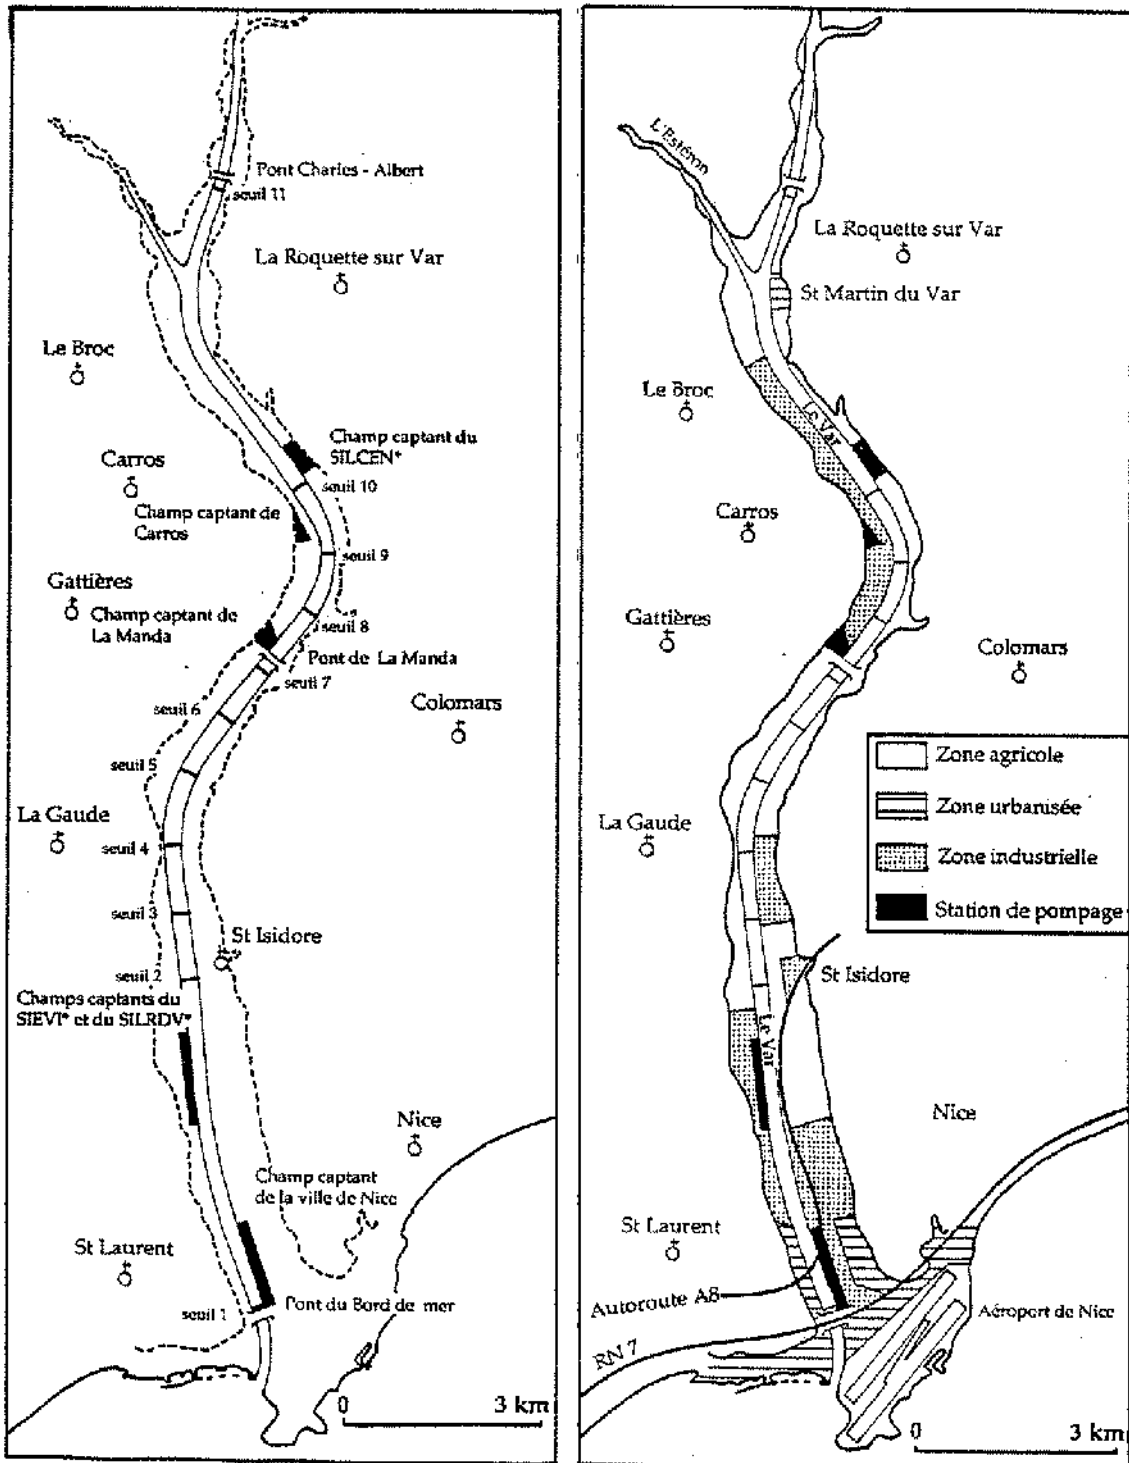 Pont Charles - Albert
seuil 11
La Roquette sur Var
Le Broc
Champ captant du
SILCEN*
Carros
seuil 10
Champ captant de
Carros
seuil 9
Gattières
Champ captant de
La Manda
seuil 8
Pont de La Manda
seuil 7
seuil 6
Colomars
seuil 5
La Gaude
seuil 4
seuil 3
St Isidore
seuil 2
Champs captants du
SIEVI* et du SILRDV*
Nice
Champ captant
de la ville de Nice
St Laurent
seuil 1
Pont du Bord de mer
0
3 km
L'Estéron
La Roquette sur Var
St Martin du Var
Le Broc
Le Var
Carros
Gattières
Colomars
Zone agricole
Zone urbanisée
La Gaude
Zone industrielle
Station de pompage
St Isidore
Le Var
Nice
St Laurent
Autoroute A8
Aéroport de Nice
RN 7
0
3 km